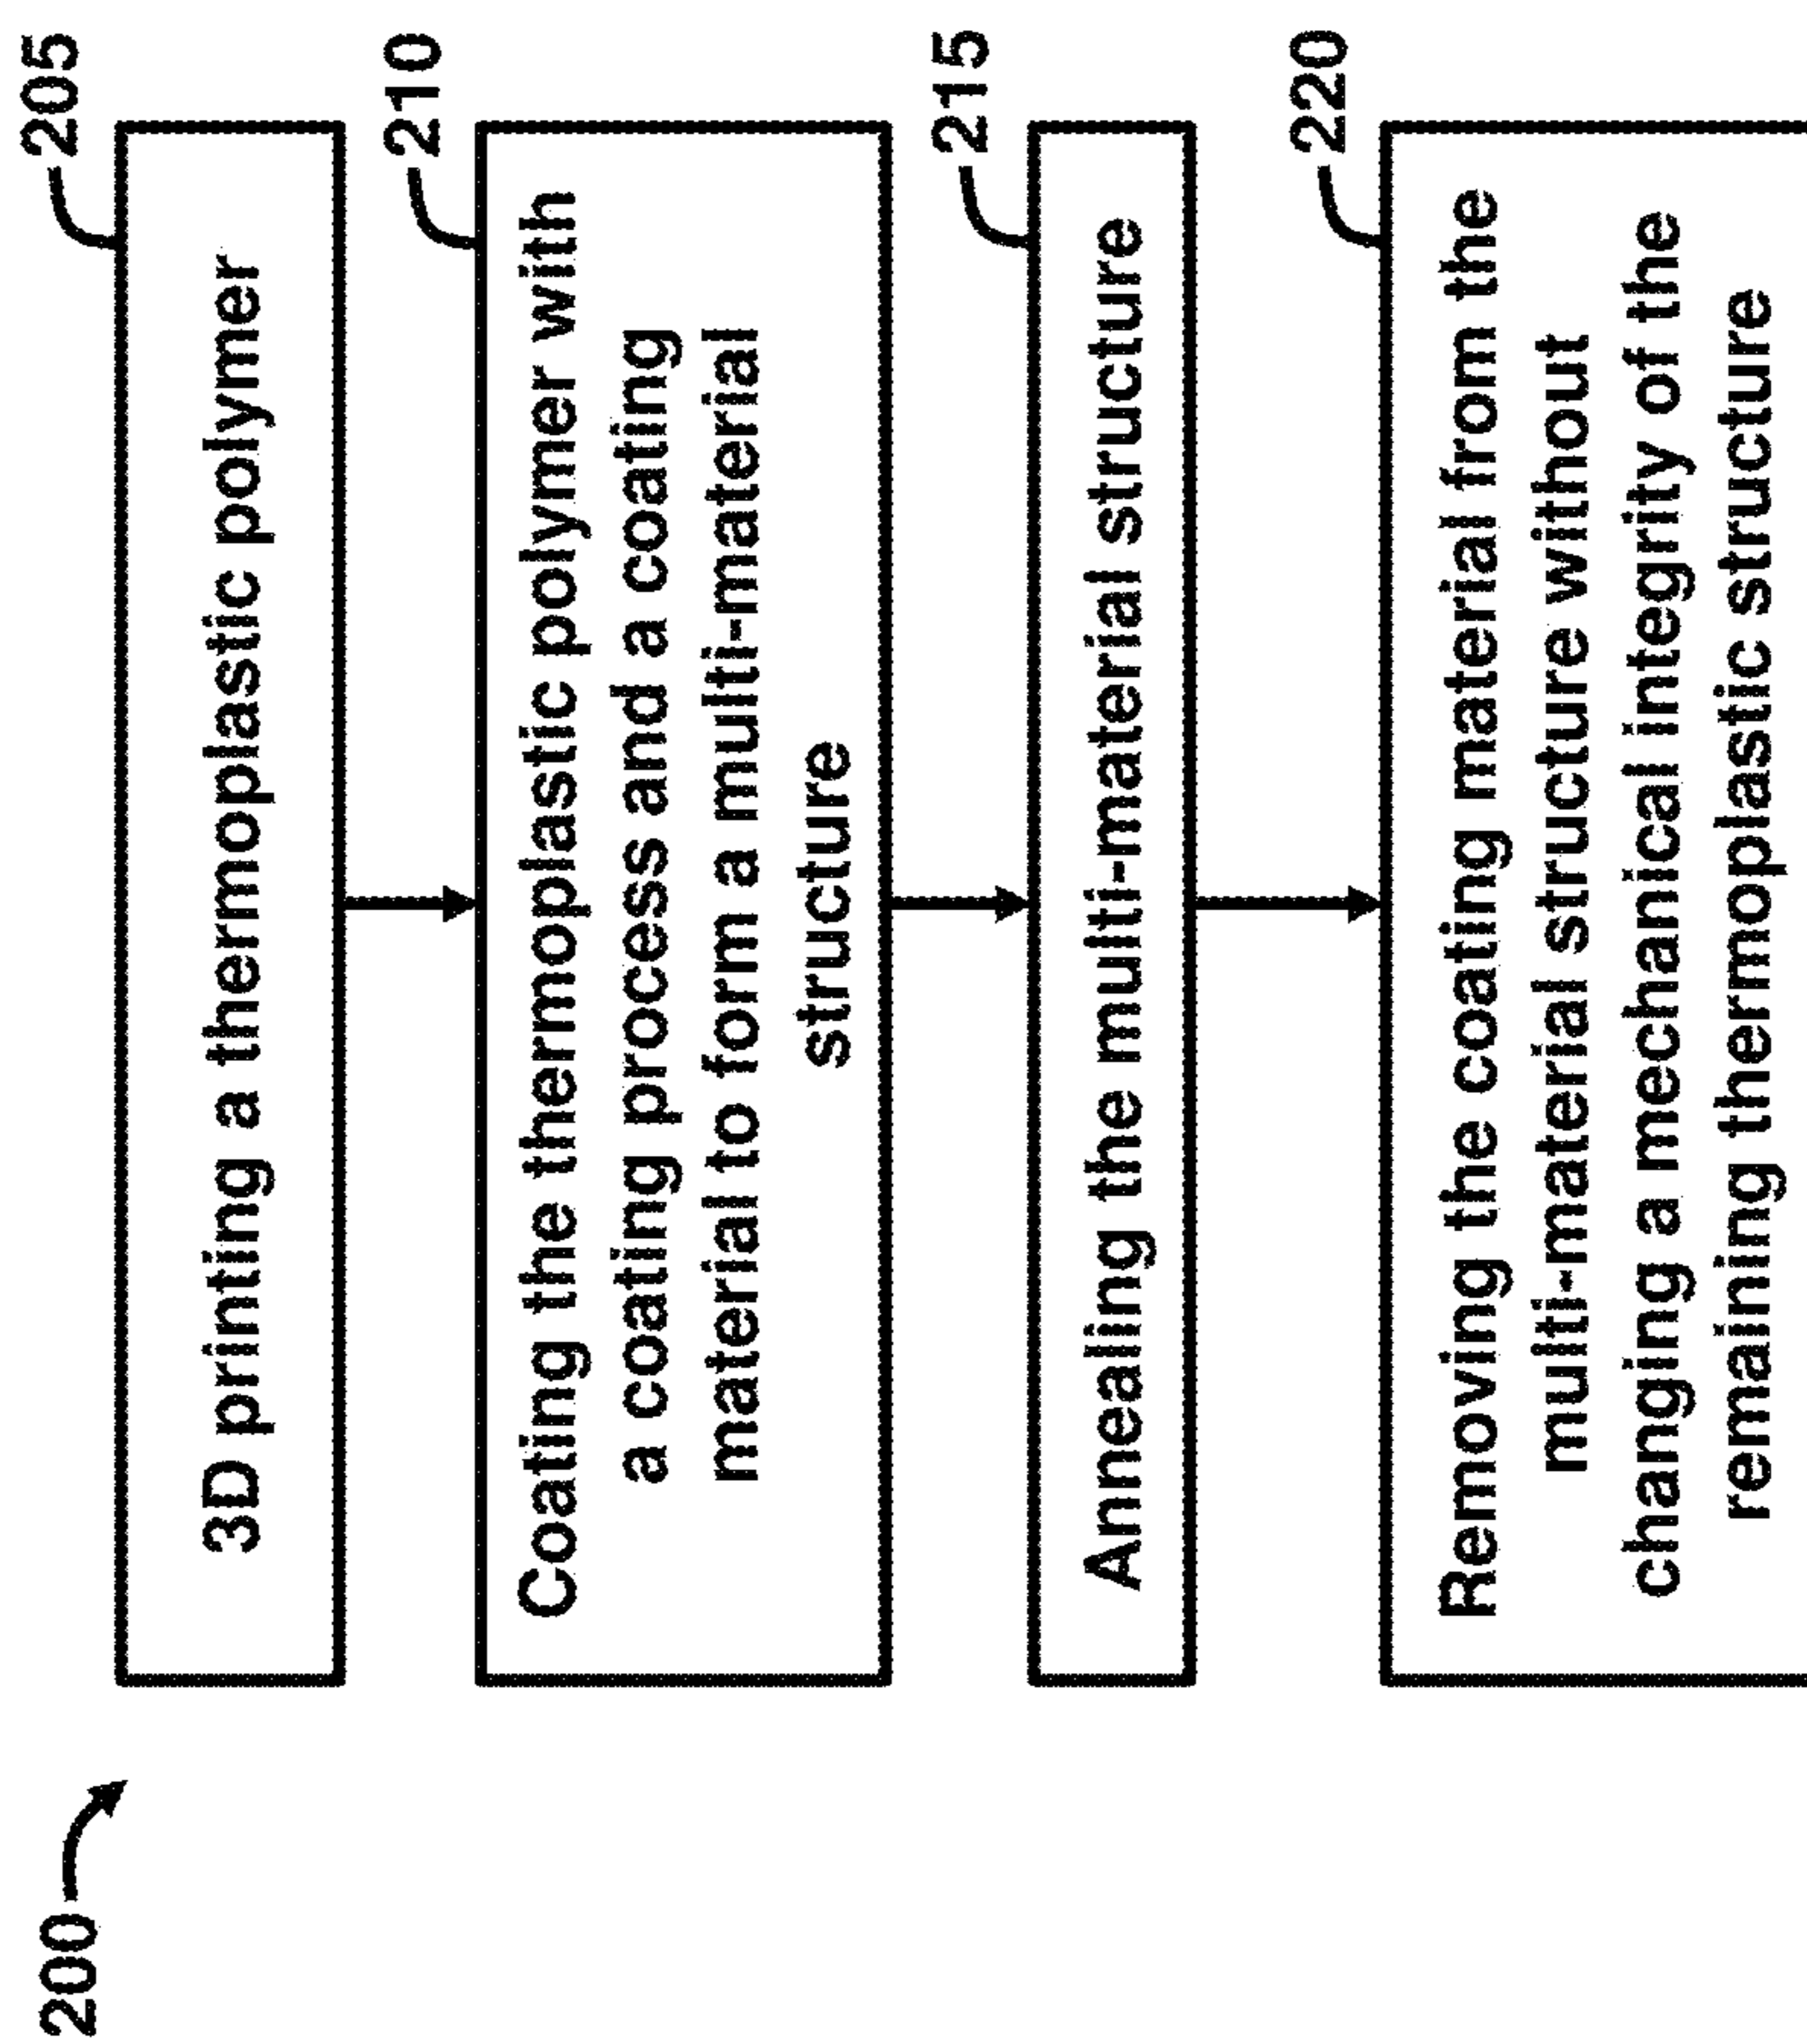 200
205
3D printing a thermoplastic polymer
210
Coating the thermoplastic polymer with
a coating process and a coating
material to form a multi-material
structure
215
Annealing the multi-material structure
220
Removing the coating material from the
multi-material structure without
changing a mechanical integrity of the
remaining thermoplastic structure